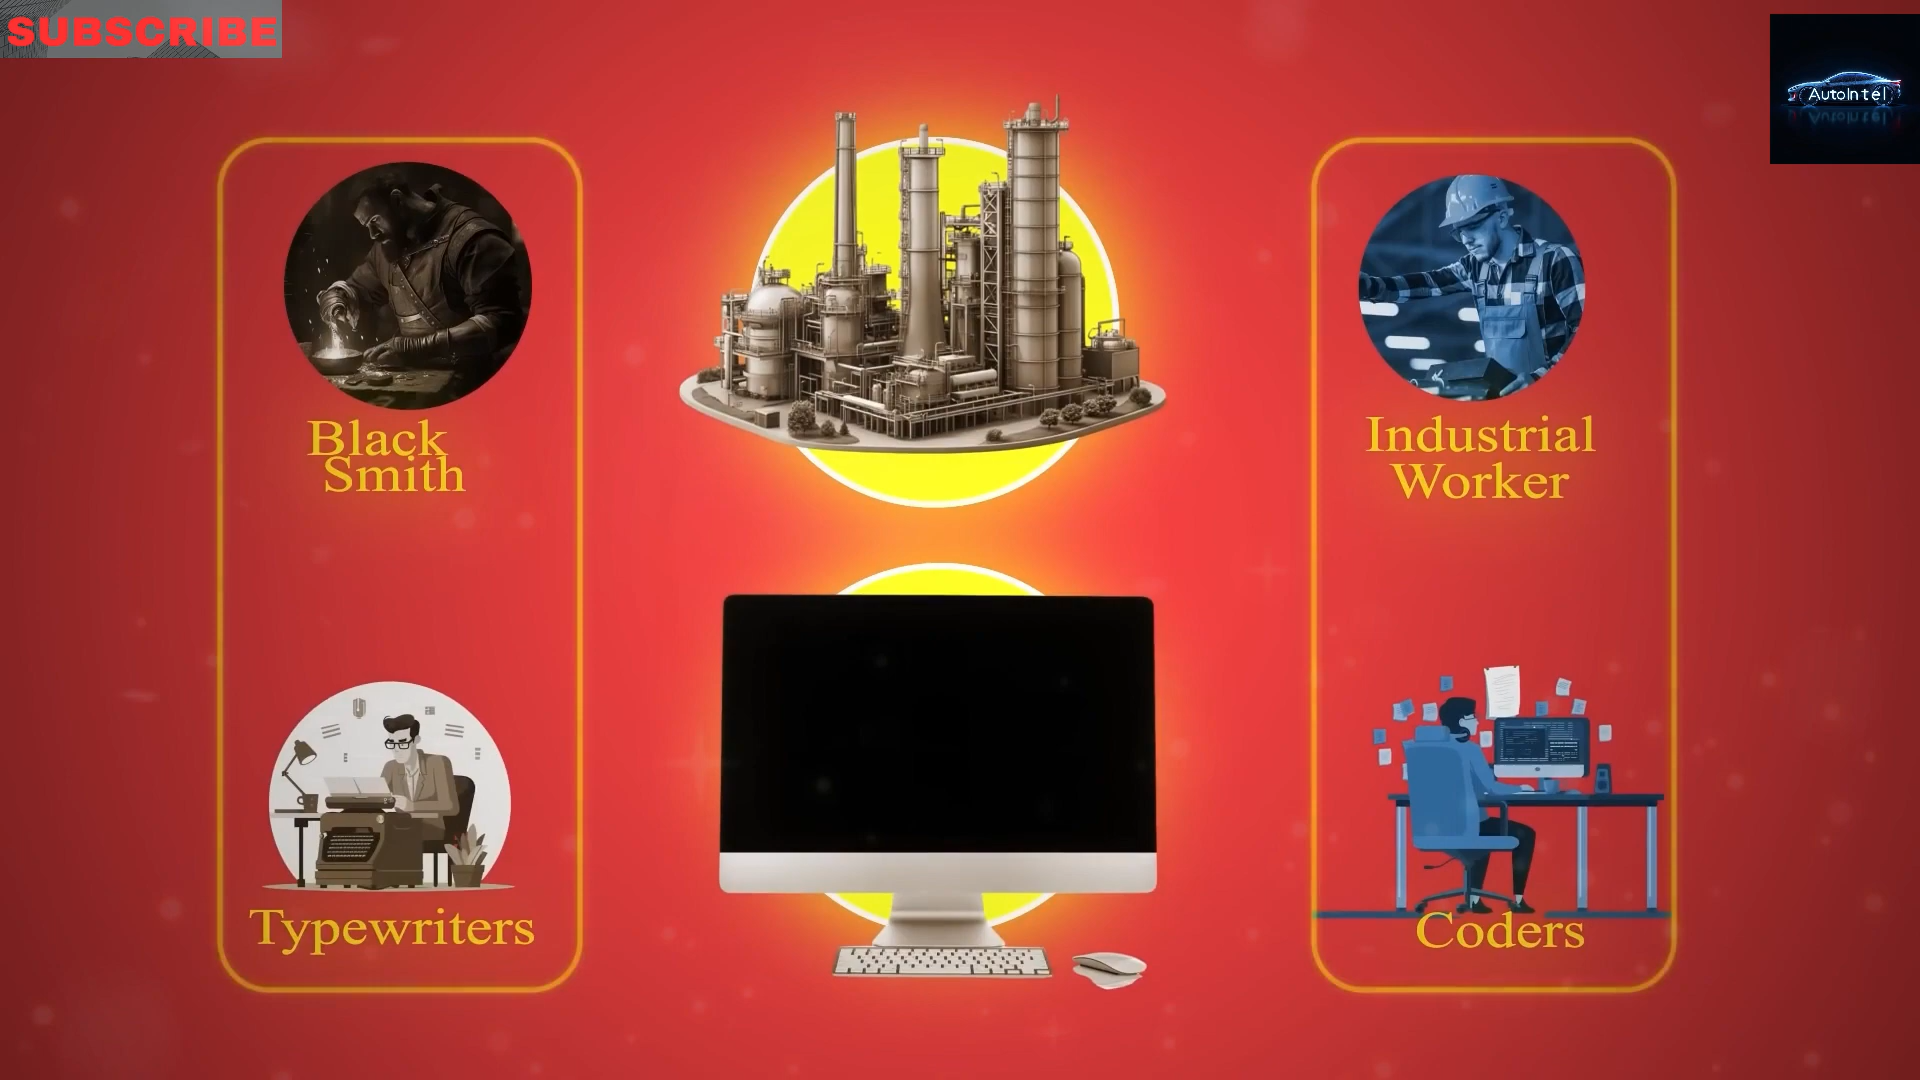 SUBSCRIBE
AutoIntel
Black
Smith
Industrial
Worker
Typewriters
Coders